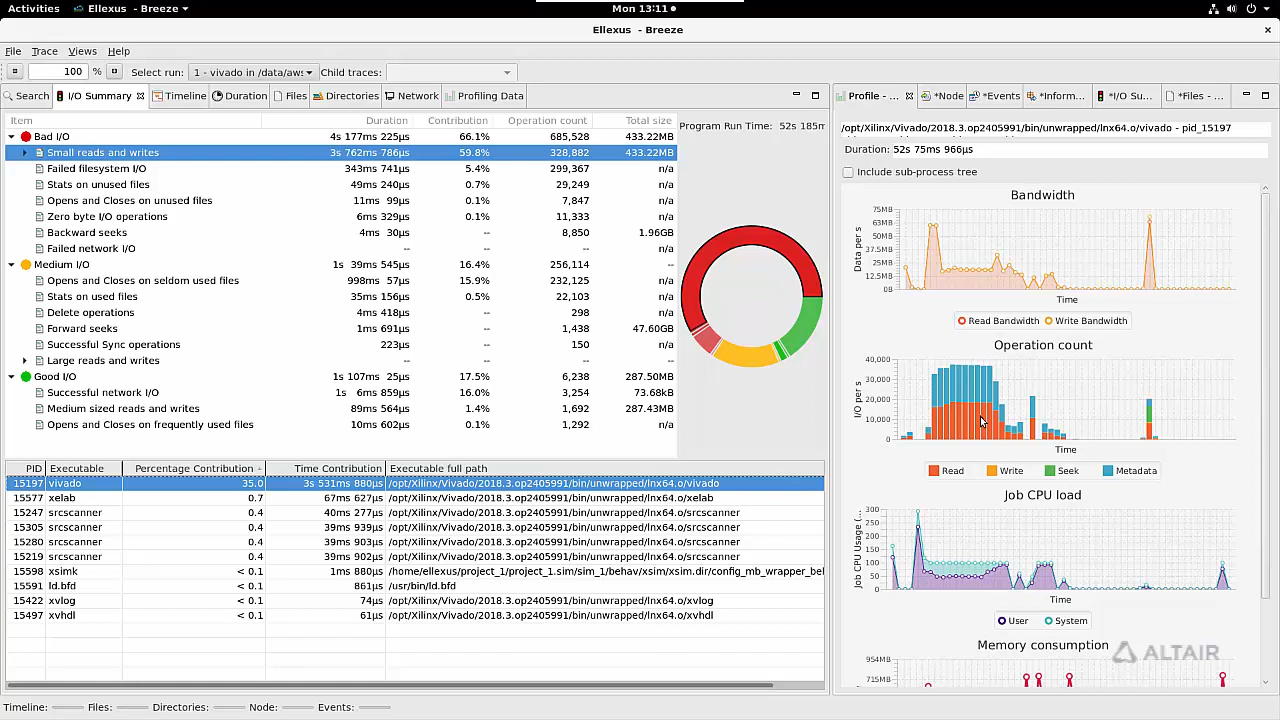 Activities Ellexus - Breeze Mon 13:11
Ellexus - Breeze
File Trace Views Help
100 % Select run: 1 - vivado in /data/aws Child traces:
Search I/O Summary Timeline Duration Files Directories Network Profiling Data
Profile - ... *Node *Events *Inform... *I/O Su... *Files - ...
Item Duration Contribution Operation count Total size
Bad I/O 4s 177ms 225µs 66.1% 685,528 433.22MB
Small reads and writes 3s 762ms 786µs 59.8% 328,882 433.22MB
Failed filesystem I/O 343ms 741µs 5.4% 299,367 n/a
Stats on unused files 49ms 240µs 0.7% 29,249 n/a
Opens and Closes on unused files 11ms 99µs 0.1% 7,847 n/a
Zero byte I/O operations 6ms 329µs 0.1% 11,333 n/a
Backward seeks 4ms 30µs -- 8,850 1.96GB
Failed network I/O -- -- -- n/a
Medium I/O 1s 39ms 545µs 16.4% 256,114 --
Opens and Closes on seldom used files 998ms 57µs 15.9% 232,125 n/a
Stats on used files 35ms 156µs 0.5% 22,103 n/a
Delete operations 4ms 418µs -- 298 n/a
Forward seeks 1ms 691µs -- 1,438 47.60GB
Successful Sync operations 223µs -- 150 n/a
Large reads and writes -- -- -- --
Good I/O 1s 107ms 25µs 17.5% 6,238 287.50MB
Successful network I/O 1s 6ms 859µs 16.0% 3,254 73.68kB
Medium sized reads and writes 89ms 564µs 1.4% 1,692 287.43MB
Opens and Closes on frequently used files 10ms 602µs 0.1% 1,292 n/a
Program Run Time: 52s 185m
PID Executable Percentage Contribution Time Contribution Executable full path
15197 vivado 35.0 3s 531ms 880µs /opt/Xilinx/Vivado/2018.3.op2405991/bin/unwrapped/lnx64.o/vivado
15577 xelab 0.7 67ms 627µs /opt/Xilinx/Vivado/2018.3.op2405991/bin/unwrapped/lnx64.o/xelab
15247 srcscanner 0.4 40ms 277µs /opt/Xilinx/Vivado/2018.3.op2405991/bin/unwrapped/lnx64.o/srcscanner
15305 srcscanner 0.4 39ms 939µs /opt/Xilinx/Vivado/2018.3.op2405991/bin/unwrapped/lnx64.o/srcscanner
15280 srcscanner 0.4 39ms 903µs /opt/Xilinx/Vivado/2018.3.op2405991/bin/unwrapped/lnx64.o/srcscanner
15219 srcscanner 0.4 39ms 902µs /opt/Xilinx/Vivado/2018.3.op2405991/bin/unwrapped/lnx64.o/srcscanner
15598 xsimk < 0.1 1ms 880µs /home/ellexus/project_1/project_1.sim/sim_1/behav/xsim/xsim.dir/config_mb_wrapper_bel
15591 ld.bfd < 0.1 861µs /usr/bin/ld.bfd
15422 xvlog < 0.1 74µs /opt/Xilinx/Vivado/2018.3.op2405991/bin/unwrapped/lnx64.o/xvlog
15497 xvhdl < 0.1 61µs /opt/Xilinx/Vivado/2018.3.op2405991/bin/unwrapped/lnx64.o/xvhdl
/opt/Xilinx/Vivado/2018.3.op2405991/bin/unwrapped/lnx64.o/vivado - pid_15197
Duration: 52s 75ms 966µs
Include sub-process tree
Bandwidth
Data per s
75MB
63MB
50MB
37.5MB
25MB
12.5MB
0B
Time
Read Bandwidth Write Bandwidth
Operation count
I/O per s
40,000
30,000
20,000
10,000
0
Time
Read Write Seek Metadata
Job CPU load
Job CPU Usage (...
300
250
200
150
100
50
0
Time
User System
Memory consumption
954MB
715MB
ALTAIR
Timeline: Files: Directories: Node: Events: